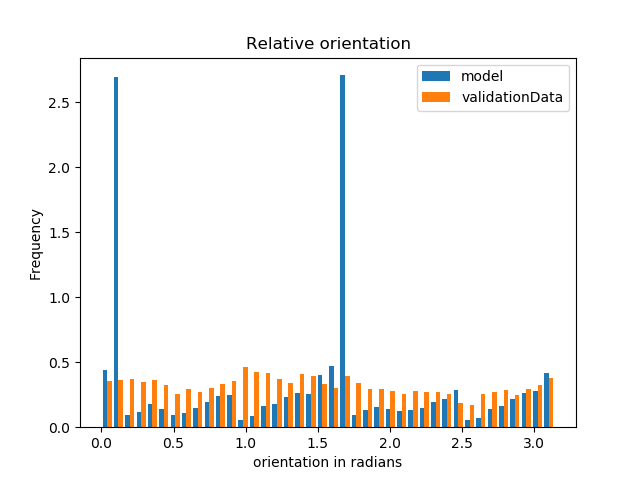 Relative orientation
model
validationData
Frequency
2.5
2.0
1.5
1.0
0.5
0.0
0.0 0.5 1.0 1.5 2.0 2.5 3.0
orientation in radians